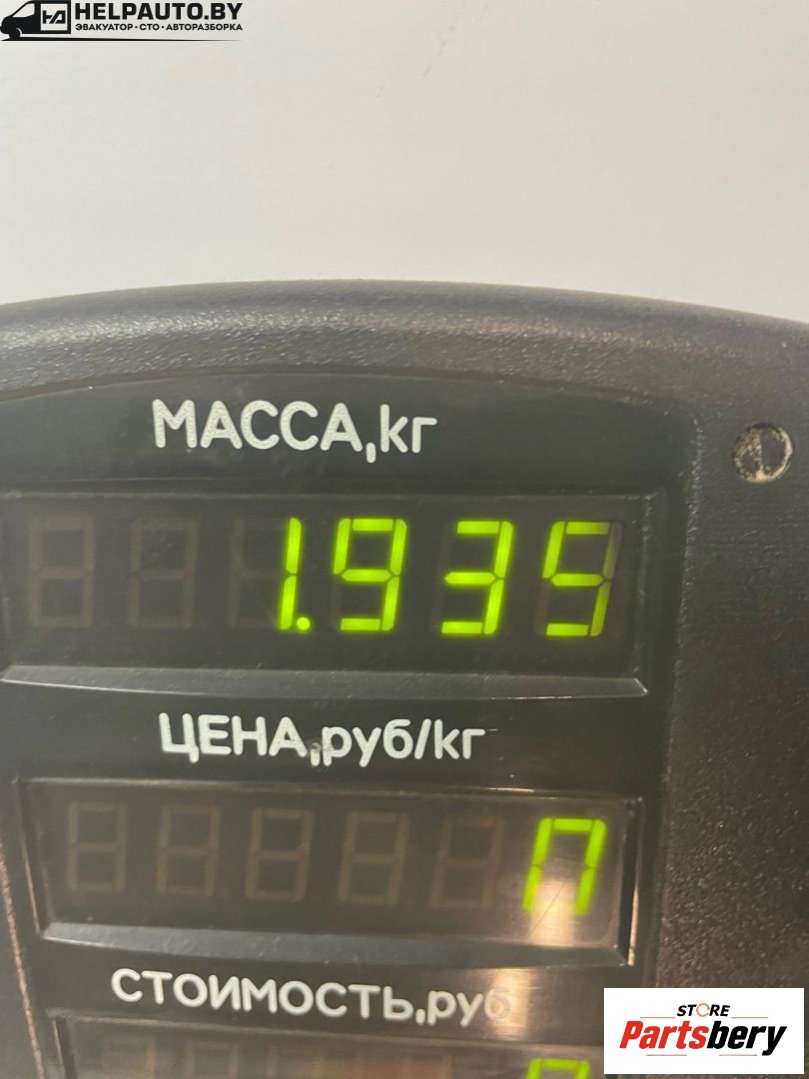 HELPAUTO.BY
ЭВАКУАТОР • СТО • АВТОРАЗБОРКА
МАССА,кг
1.935
ЦЕНА,руб/кг
СТОИМОСТЬ,руб
STORE
Partsbery